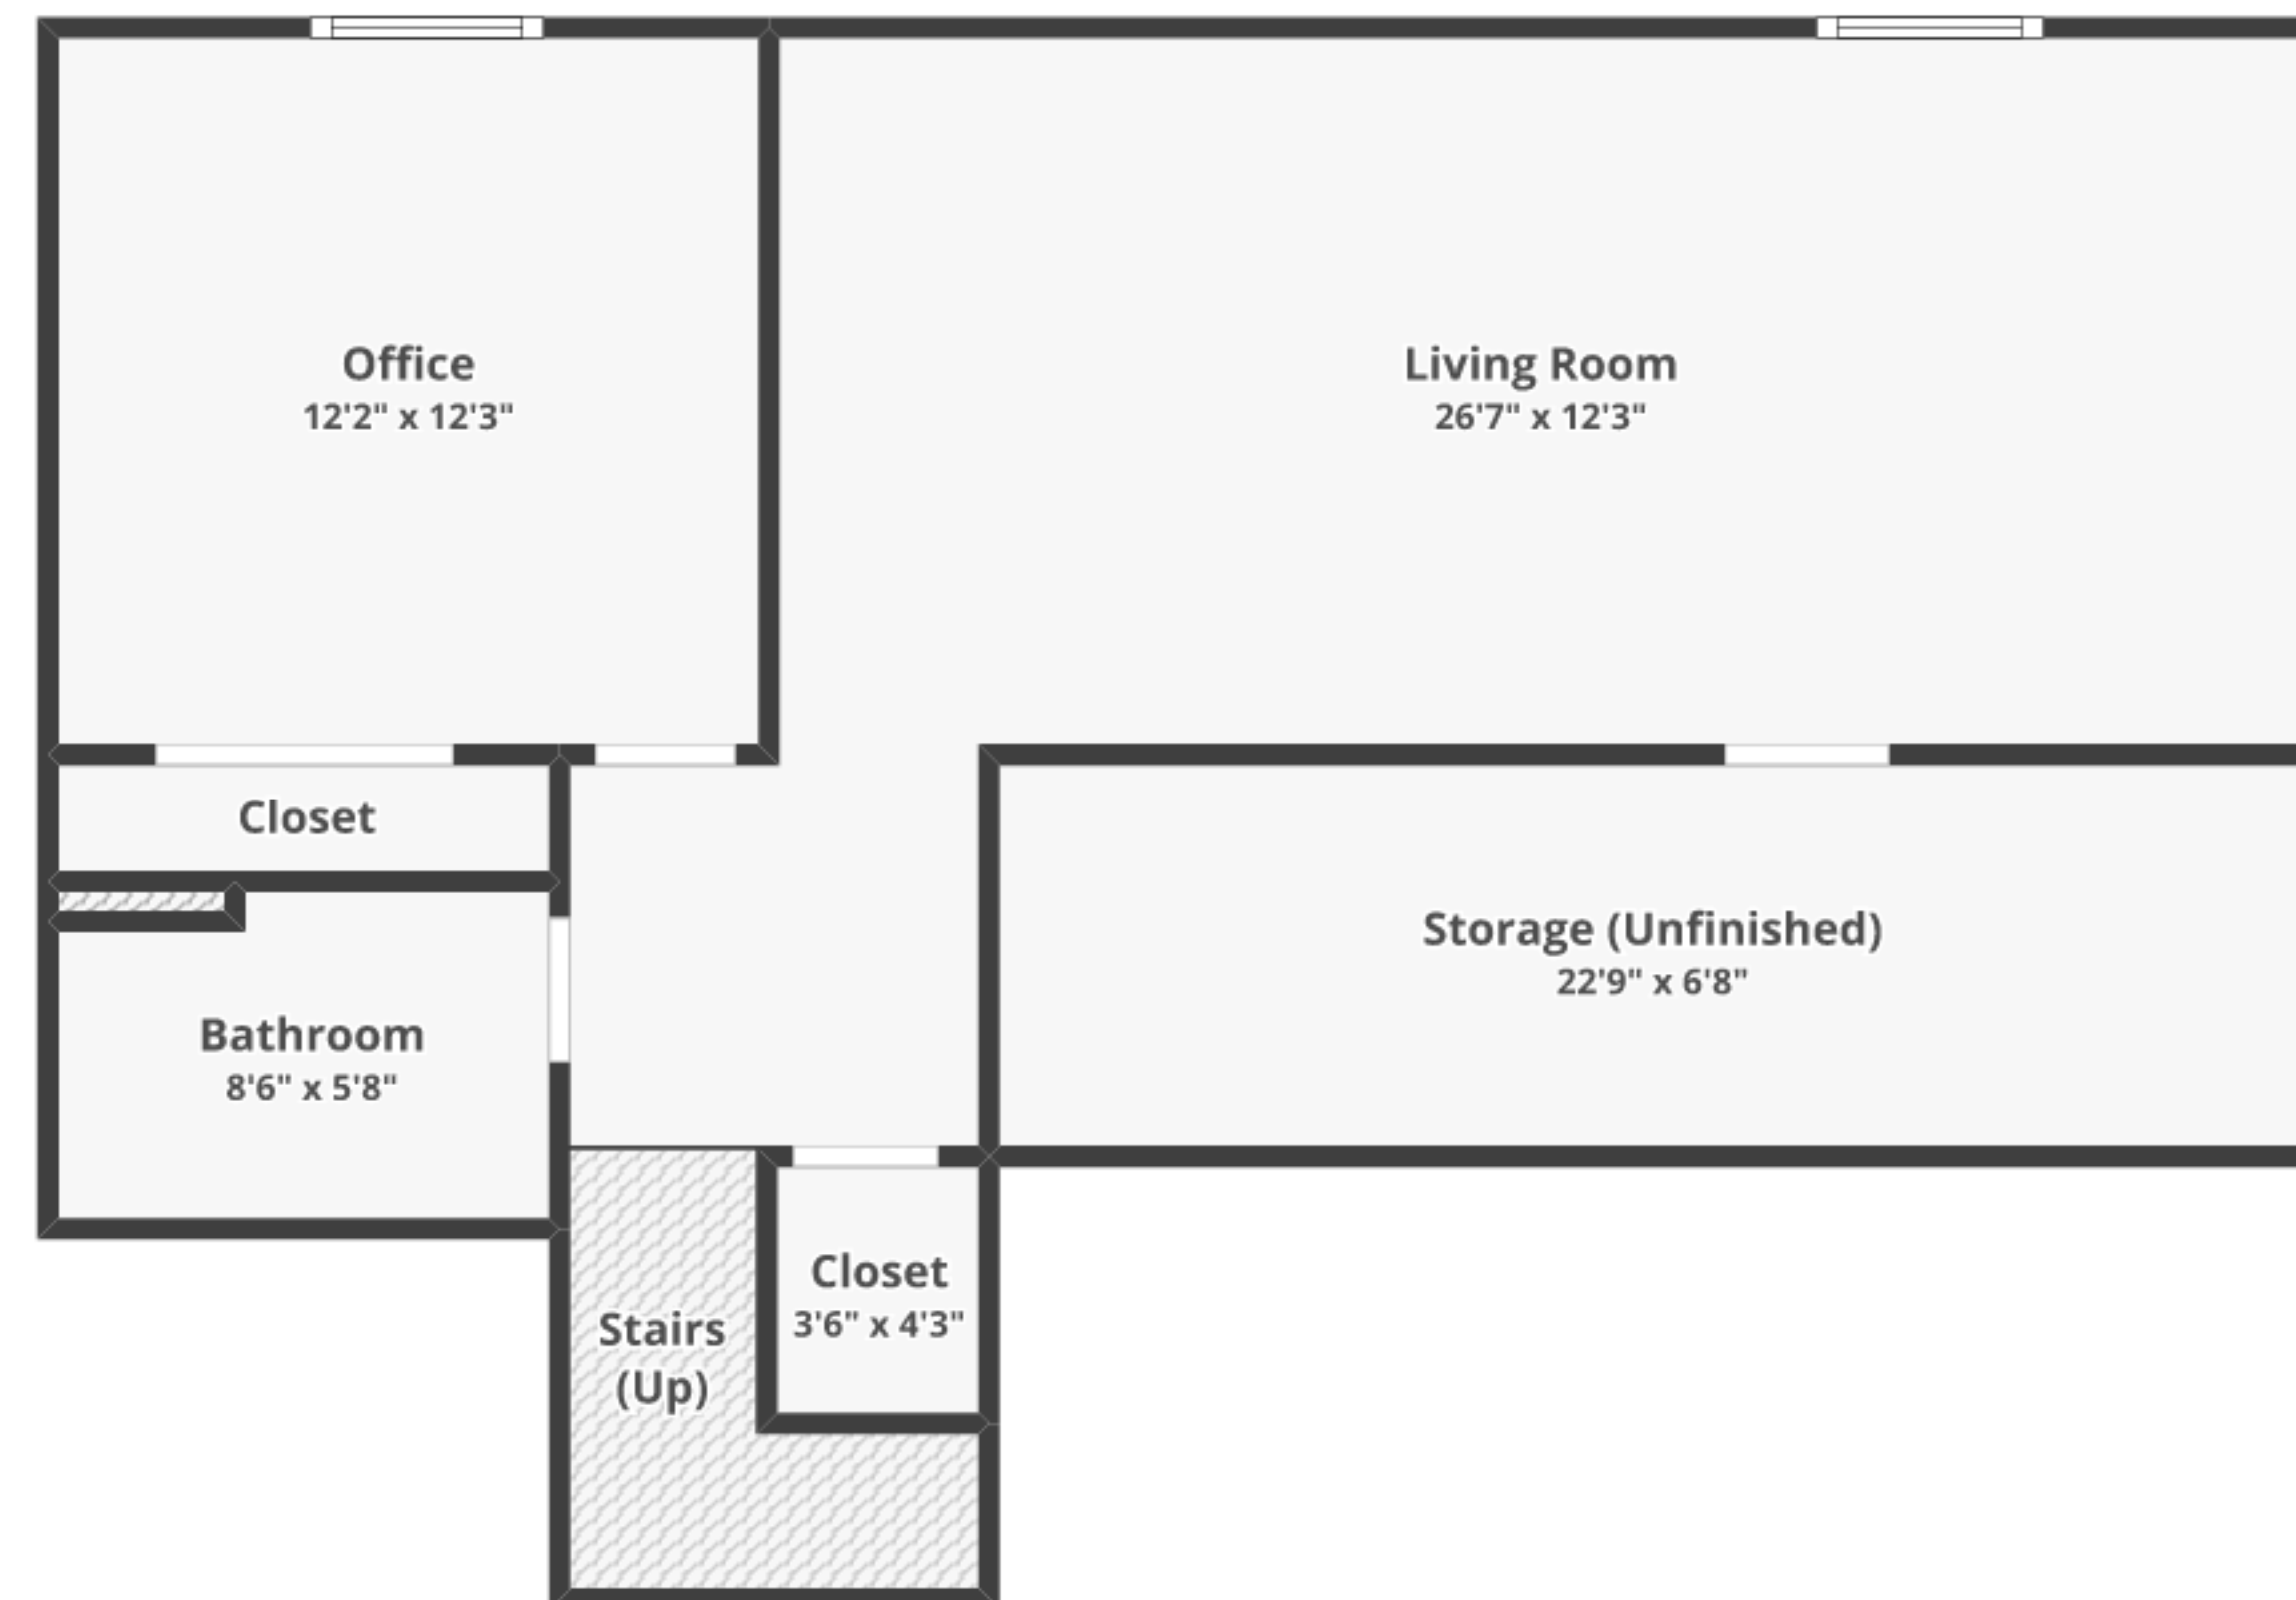 Office
12'2" x 12'3"
Living Room
26'7" x 12'3"
Closet
Storage (Unfinished)
22'9" x 6'8"
Bathroom
8'6" x 5'8"
Closet
3'6" x 4'3"
Stairs
(Up)